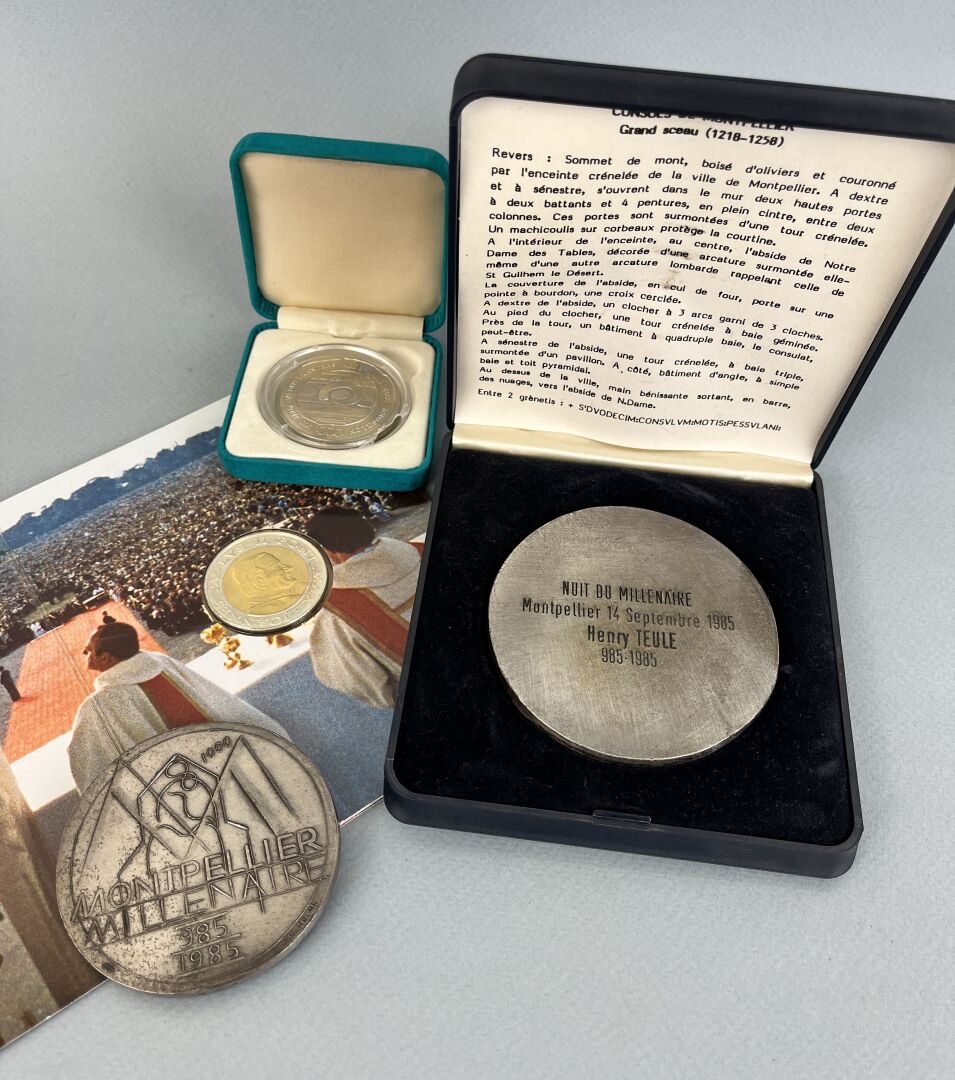 CONSULS DE MONTPELLIER
Grand sceau (1218-1258)
Revers : Sommet de mont, boisé d'oliviers et couronné
par l'enceinte crénelée de la ville de Montpellier. A dextre
et à sénestre, s'ouvrent dans le mur deux hautes portes
à deux battants et 4 pentures, en plein cintre, entre deux
colonnes. Ces portes sont surmontées d'une tour crénelée.
Un machicoulis sur corbeaux protège la courtine.
A l'intérieur de l'enceinte, au centre, l'abside de Notre
Dame des Tables, décorée d'une arcature surmontée elle-
même d'une autre arcature lombarde rappelant celle de
St Guilhem le Désert.
La couverture de l'abside, en cul de four, porte sur une
pointe à bourdon, une croix cerclée.
A dextre de l'abside, un clocher à 3 arcs garni de 3 cloches.
Au pied du clocher, une tour crénelée à baie géminée.
Près de la tour, un bâtiment à quadruple baie, le consulat,
peut-être.
A sénestre de l'abside, une tour crénelée, à baie triple,
surmontée d'un pavillon. A côté, bâtiment d'angle, à simple
baie et toit pyramidal.
Au dessus de la ville, main bénissante sortant, en barre,
des nuages, vers l'abside de N.Dame.
Entre 2 grènetis : + S'DVODECIM:CONSVLVM:MOTIS:PESSVLANI:
NUIT DU MILLENAIRE
Montpellier 14 Septembre 1985
Henry TEULE
985-1985
1000
MONTPELLIER
MILLENAIRE
985
1985